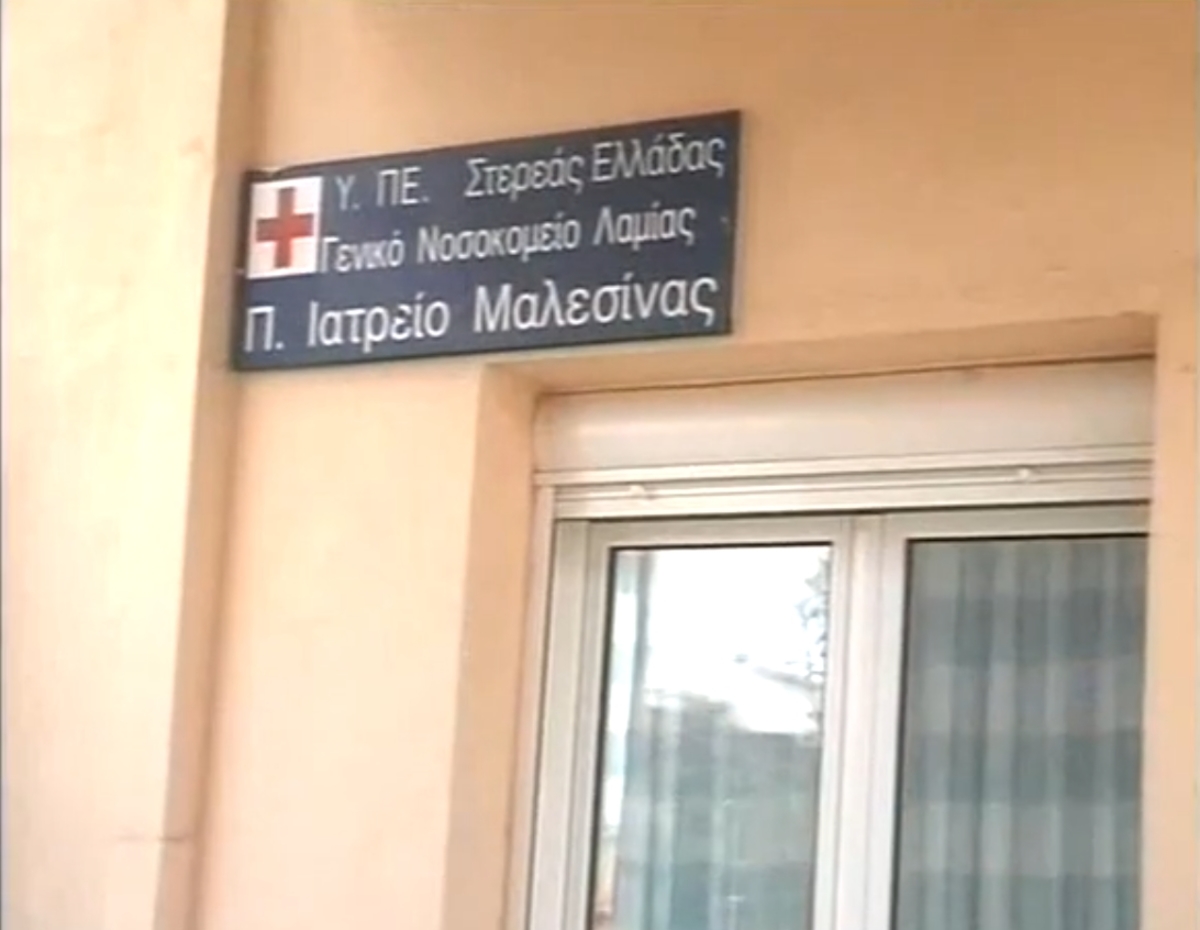 Υ. ΠΕ. Στερεάς Ελλάδας
Γενικό Νοσοκομείο Λαμίας
Π. Ιατρείο Μαλεσίνας